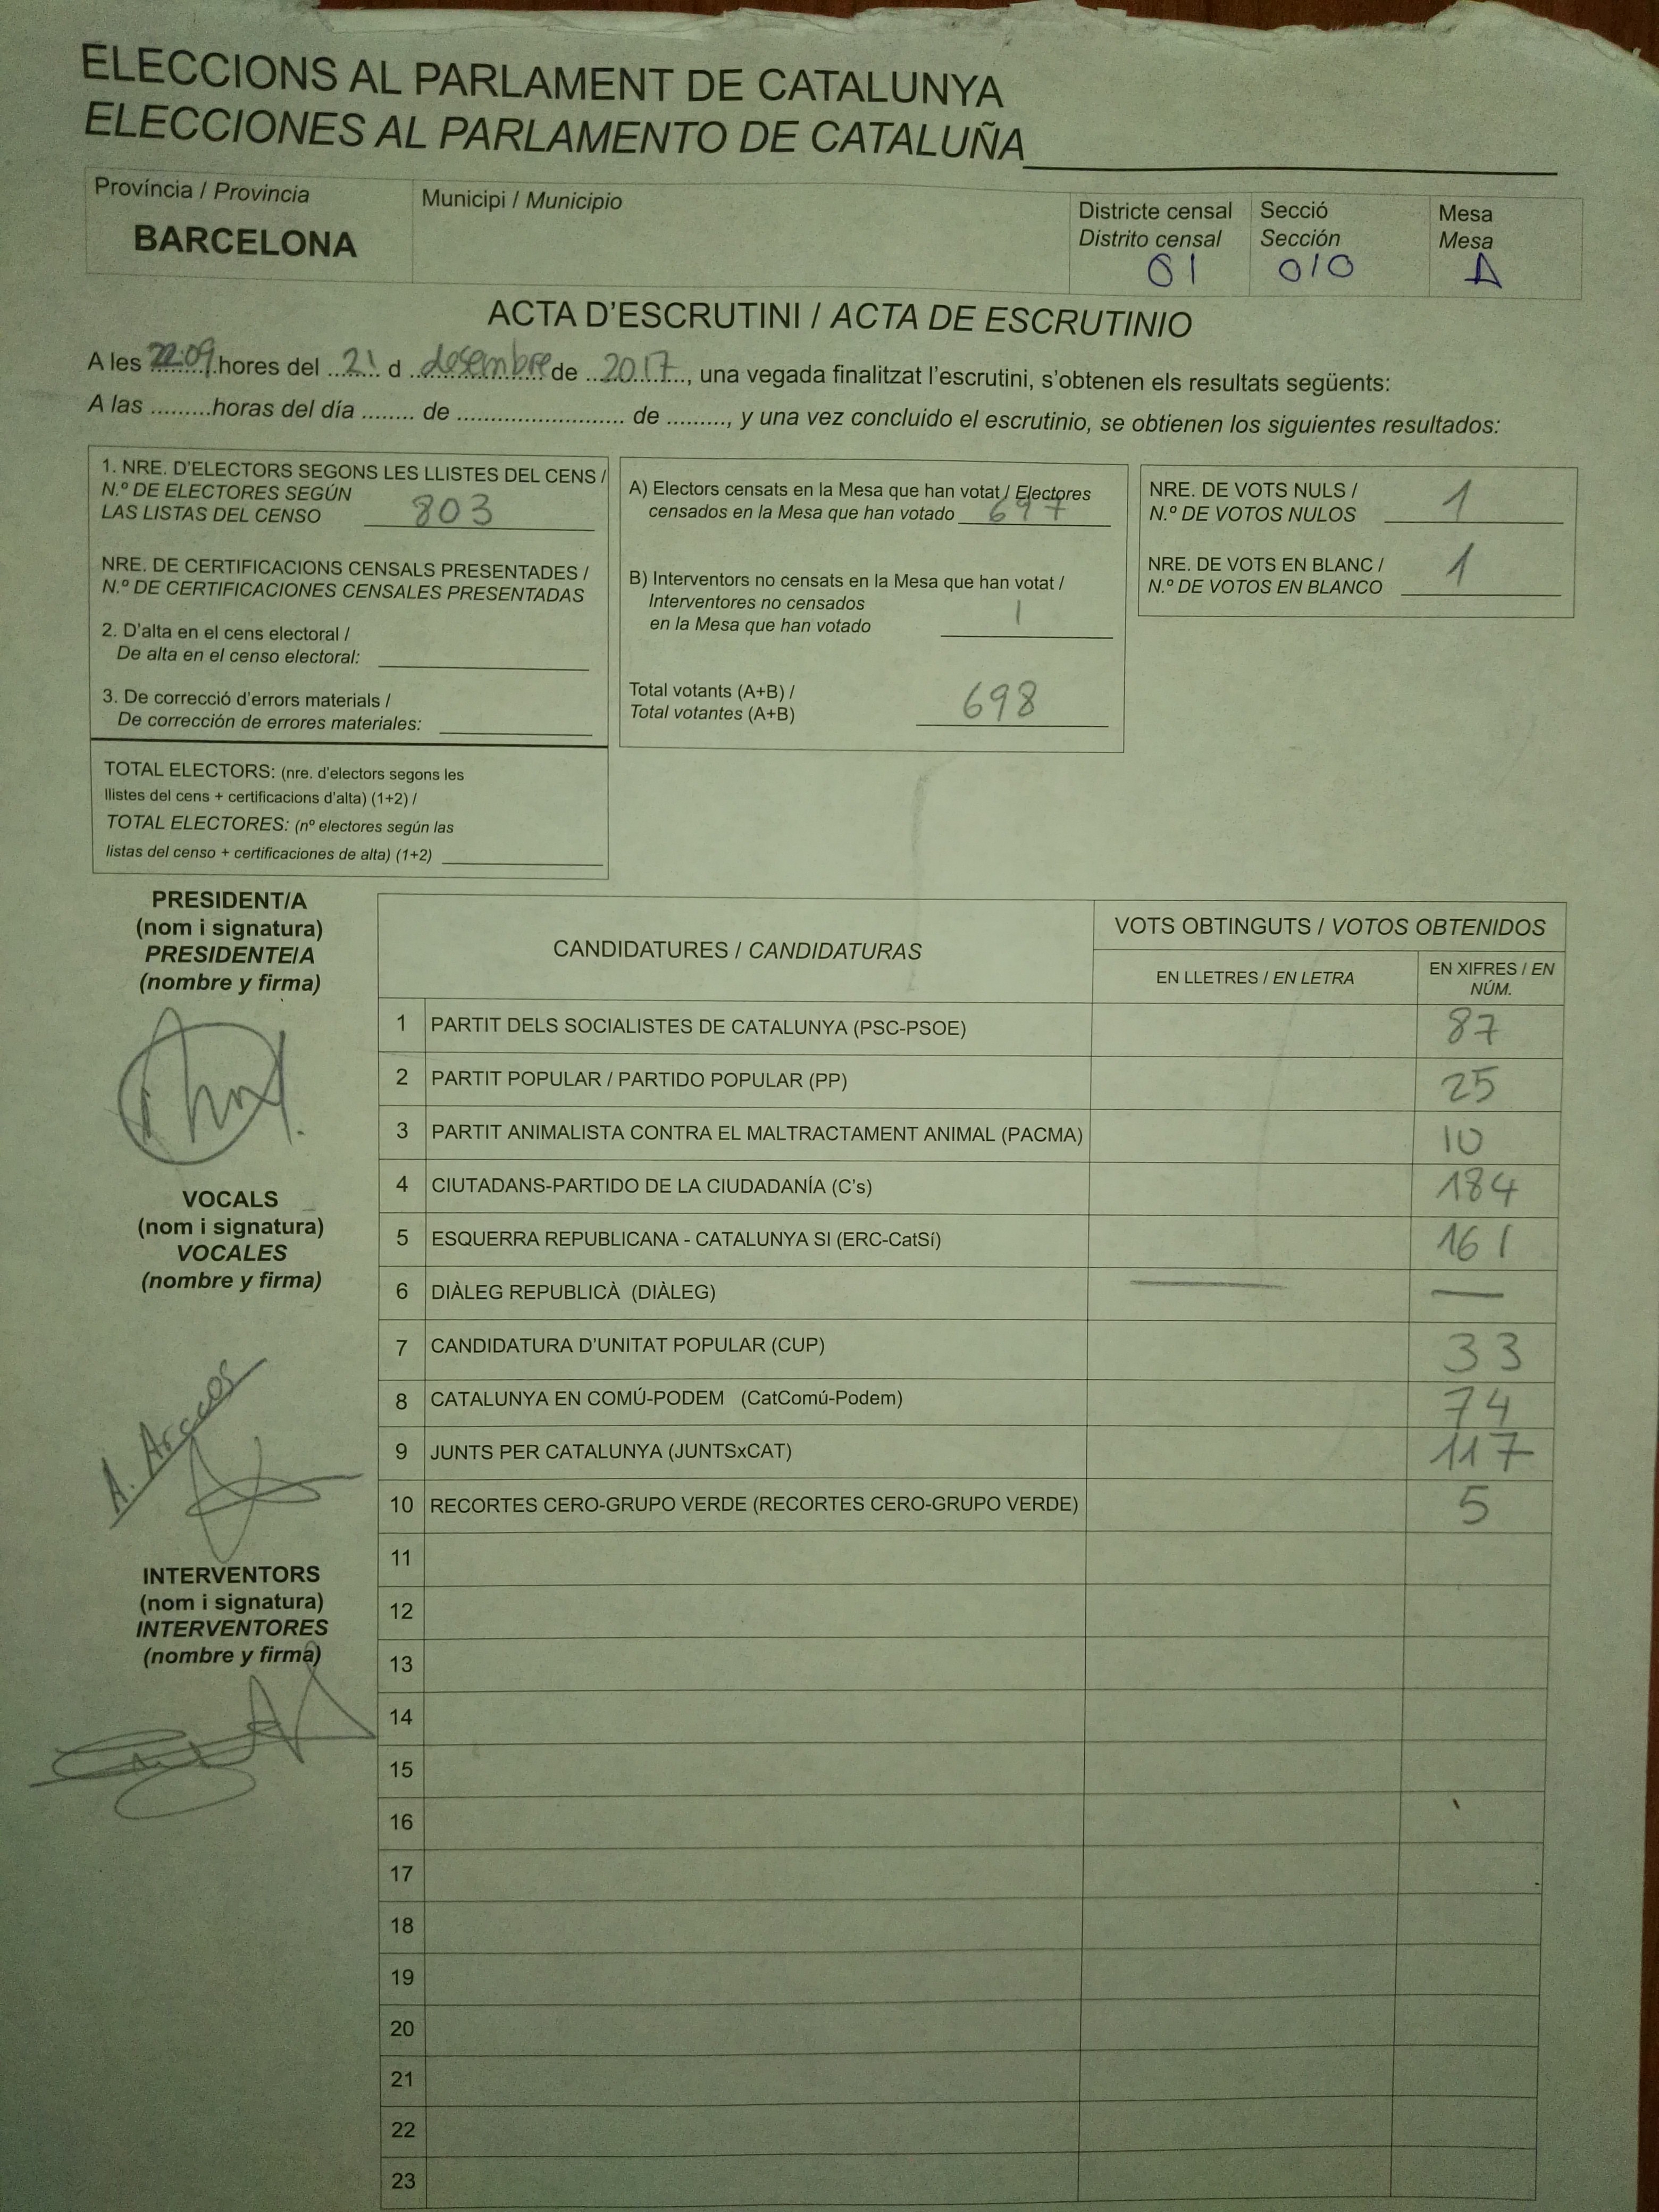 ELECCIONS AL PARLAMENT DE CATALUNYA
ELECCIONES AL PARLAMENTO DE CATALUÑA
Província / Provincia
BARCELONA
Municipi / Municipio
Districte censal
Distrito censal
01
Secció
Sección
010
Mesa
Mesa
A
ACTA D'ESCRUTINI / ACTA DE ESCRUTINIO
A les 22:09 hores del 21 d desembre de 2017, una vegada finalitzat l'escrutini, s'obtenen els resultats següents:
A las .........horas del día ........ de ......................... de ........., y una vez concluido el escrutinio, se obtienen los siguientes resultados:
1. NRE. D'ELECTORS SEGONS LES LLISTES DEL CENS /
N.º DE ELECTORES SEGÚN
LAS LISTAS DEL CENSO 803
NRE. DE CERTIFICACIONS CENSALS PRESENTADES /
N.º DE CERTIFICACIONES CENSALES PRESENTADAS
2. D'alta en el cens electoral /
De alta en el censo electoral:
3. De correcció d'errors materials /
De corrección de errores materiales:
TOTAL ELECTORS: (nre. d'electors segons les
llistes del cens + certificacions d'alta) (1+2) /
TOTAL ELECTORES: (nº electores según las
listas del censo + certificaciones de alta) (1+2)
A) Electors censats en la Mesa que han votat / Electores
censados en la Mesa que han votado 697
B) Interventors no censats en la Mesa que han votat /
Interventores no censados
en la Mesa que han votado 1
Total votants (A+B) /
Total votantes (A+B) 698
NRE. DE VOTS NULS /
N.º DE VOTOS NULOS 1
NRE. DE VOTS EN BLANC /
N.º DE VOTOS EN BLANCO 1
PRESIDENT/A
(nom i signatura)
PRESIDENTE/A
(nombre y firma)
VOCALS
(nom i signatura)
VOCALES
(nombre y firma)
INTERVENTORS
(nom i signatura)
INTERVENTORES
(nombre y firma)
CANDIDATURES / CANDIDATURAS
VOTS OBTINGUTS / VOTOS OBTENIDOS
EN LLETRES / EN LETRA
EN XIFRES / EN
NÚM.
1 PARTIT DELS SOCIALISTES DE CATALUNYA (PSC-PSOE) 87
2 PARTIT POPULAR / PARTIDO POPULAR (PP) 25
3 PARTIT ANIMALISTA CONTRA EL MALTRACTAMENT ANIMAL (PACMA) 10
4 CIUTADANS-PARTIDO DE LA CIUDADANÍA (C's) 184
5 ESQUERRA REPUBLICANA - CATALUNYA SI (ERC-CatSí) 161
6 DIÀLEG REPUBLICÀ (DIÀLEG) — —
7 CANDIDATURA D'UNITAT POPULAR (CUP) 33
8 CATALUNYA EN COMÚ-PODEM (CatComú-Podem) 74
9 JUNTS PER CATALUNYA (JUNTSxCAT) 117
10 RECORTES CERO-GRUPO VERDE (RECORTES CERO-GRUPO VERDE) 5
11
12
13
14
15
16
17
18
19
20
21
22
23